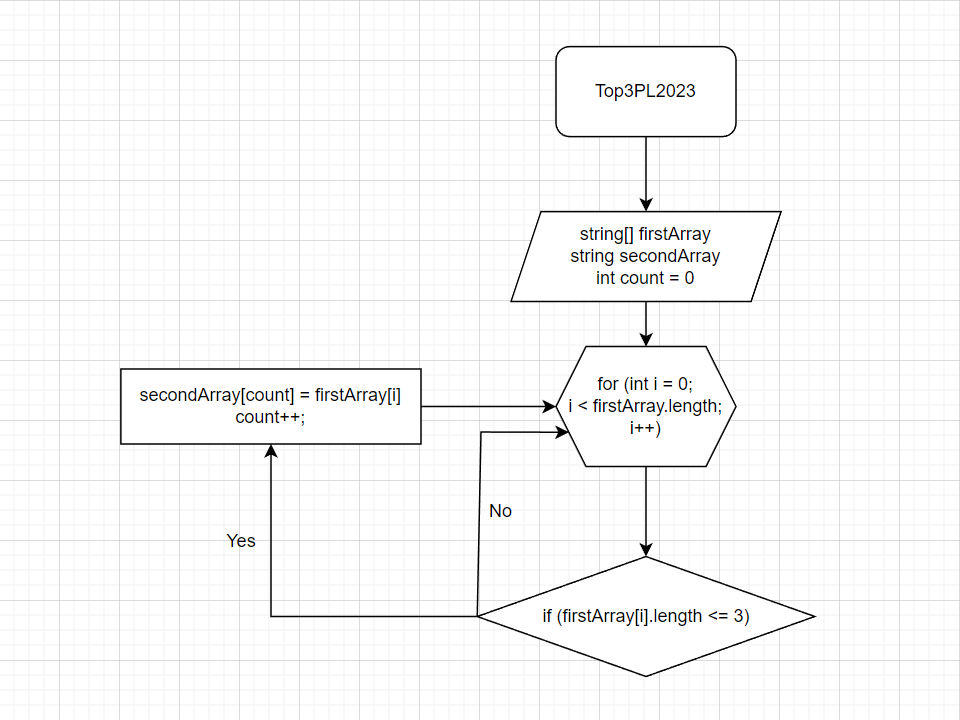 Top3PL2023
string[] firstArray
string secondArray
int count = 0
for (int i = 0;
i < firstArray.length;
i++)
secondArray[count] = firstArray[i]
count++;
No
Yes
if (firstArray[i].length <= 3)